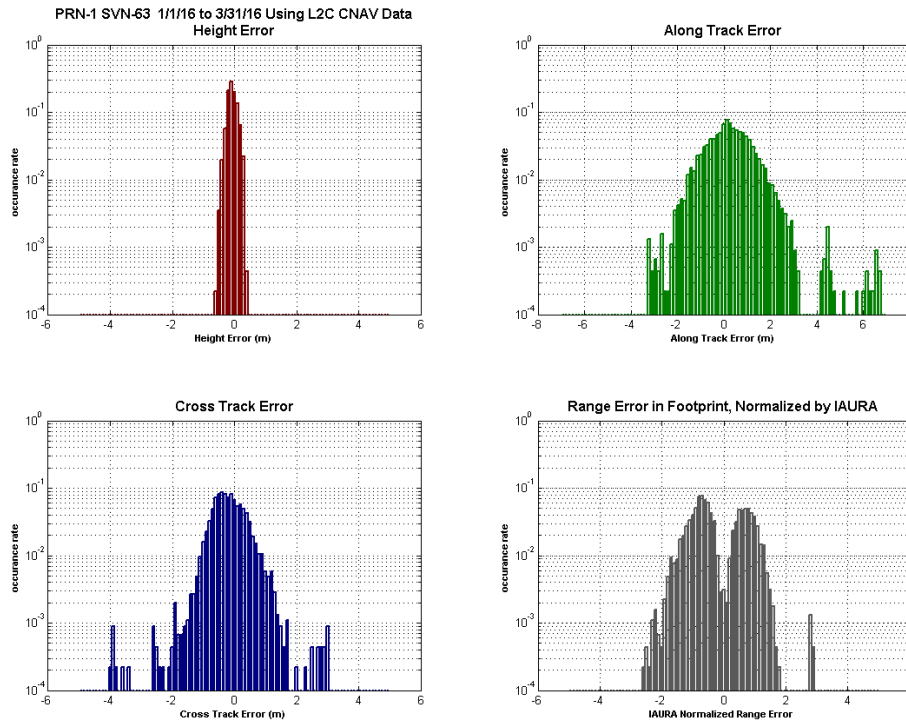 PRN-1 SVN-63 1/1/16 to 3/31/16 Using L2C CNAV Data
Height Error
10^0
10^-1
10^-2
10^-3
10^-4
occurance rate
-6 -4 -2 0 2 4 6
Height Error (m)
Along Track Error
10^0
10^-1
10^-2
10^-3
10^-4
occurance rate
-8 -6 -4 -2 0 2 4 6
Along Track Error (m)
Cross Track Error
10^0
10^-1
10^-2
10^-3
10^-4
occurance rate
-6 -4 -2 0 2 4 6
Cross Track Error (m)
Range Error in Footprint, Normalized by IAURA
10^0
10^-1
10^-2
10^-3
10^-4
occurance rate
-6 -4 -2 0 2 4
IAURA Normalized Range Error